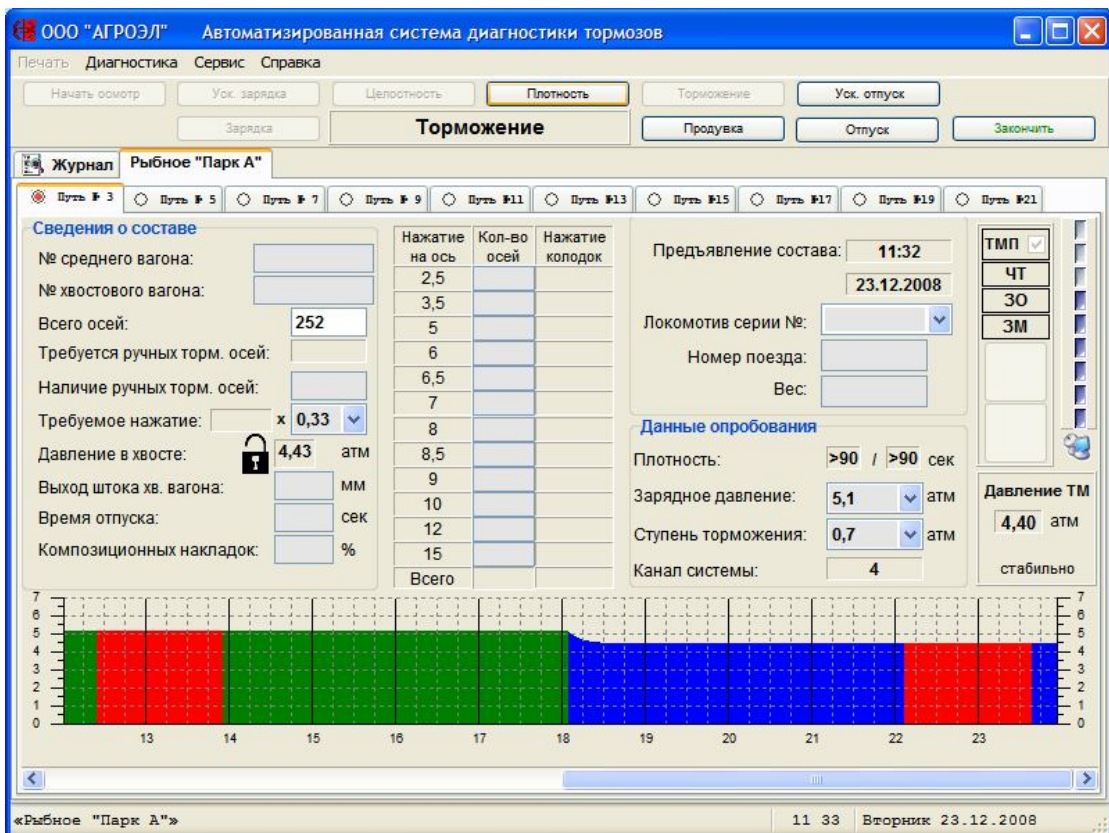 ООО "АГРОЭЛ" Автоматизированная система диагностики тормозов
Печать Диагностика Сервис Справка
Начать осмотр Уск. зарядка Целостность Плотность Торможение Уск. отпуск
Зарядка Торможение Продувка Отпуск Закончить
Журнал Рыбное "Парк А"
Путь № 3 Путь № 5 Путь № 7 Путь № 9 Путь №11 Путь №13 Путь №15 Путь №17 Путь №19 Путь №21
Сведения о составе
№ среднего вагона:
№ хвостового вагона:
Всего осей: 252
Требуется ручных торм. осей:
Наличие ручных торм. осей:
Требуемое нажатие: x 0,33
Давление в хвосте: 4,43 атм
Выход штока хв. вагона: мм
Время отпуска: сек
Композиционных накладок: %
Нажатие на ось Кол-во осей Нажатие колодок
2,5
3,5
5
6
6,5
7
8
8,5
9
10
12
15
Всего
Предъявление состава: 11:32
23.12.2008
Локомотив серии №:
Номер поезда:
Вес:
Данные опробования
Плотность: >90 / >90 сек
Зарядное давление: 5,1 атм
Ступень торможения: 0,7 атм
Канал системы: 4
ТМП
ЧТ
ЗО
ЗМ
Давление ТМ
4,40 атм
стабильно
7 7
6 6
5 5
4 4
3 3
2 2
1 1
0 0
13 14 15 16 17 18 19 20 21 22 23
«Рыбное "Парк А"» 11 33 Вторник 23.12.2008